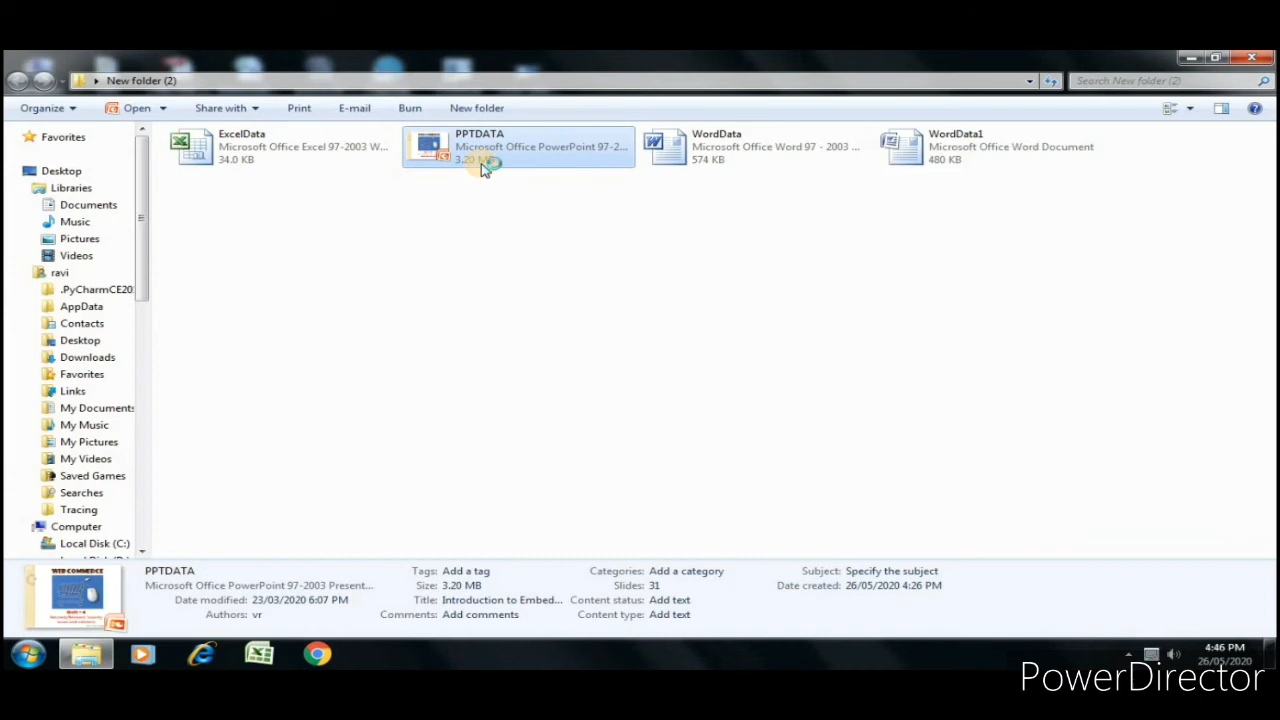 New folder (2)
Search New folder (2)
Organize
Open
Share with
Print
E-mail
Burn
New folder
Favorites
Desktop
Libraries
Documents
Music
Pictures
Videos
ravi
.PyCharmCE20
AppData
Contacts
Desktop
Downloads
Favorites
Links
My Documents
My Music
My Pictures
My Videos
Saved Games
Searches
Tracing
Computer
Local Disk (C:)
ExcelData
Microsoft Office Excel 97-2003 W...
34.0 KB
PPTDATA
Microsoft Office PowerPoint 97-2...
3.20 MB
WordData
Microsoft Office Word 97 - 2003 ...
574 KB
WordData1
Microsoft Office Word Document
480 KB
WEB COMMERCE
PPTDATA
Microsoft Office PowerPoint 97-2003 Present...
Date modified: 23/03/2020 6:07 PM
Authors: vr
Tags: Add a tag
Size: 3.20 MB
Title: Introduction to Embed...
Comments: Add comments
Categories: Add a category
Slides: 31
Content status: Add text
Content type: Add text
Subject: Specify the subject
Date created: 26/05/2020 4:26 PM
4:46 PM
26/05/2020
PowerDirector